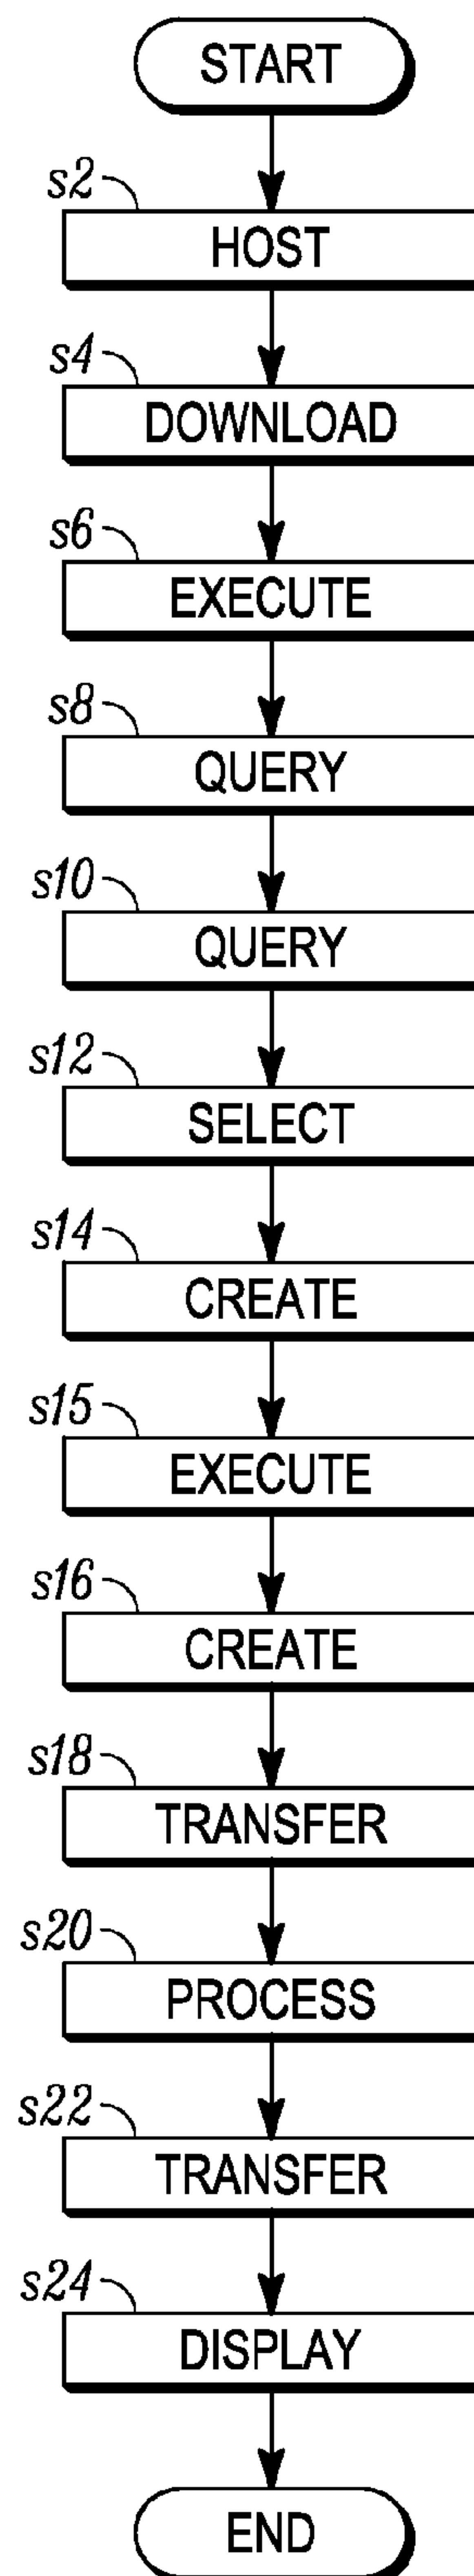 START
s2
HOST
s4
DOWNLOAD
s6
EXECUTE
s8
QUERY
s10
QUERY
s12
SELECT
s14
CREATE
s15
EXECUTE
s16
CREATE
s18
TRANSFER
s20
PROCESS
s22
TRANSFER
s24
DISPLAY
END